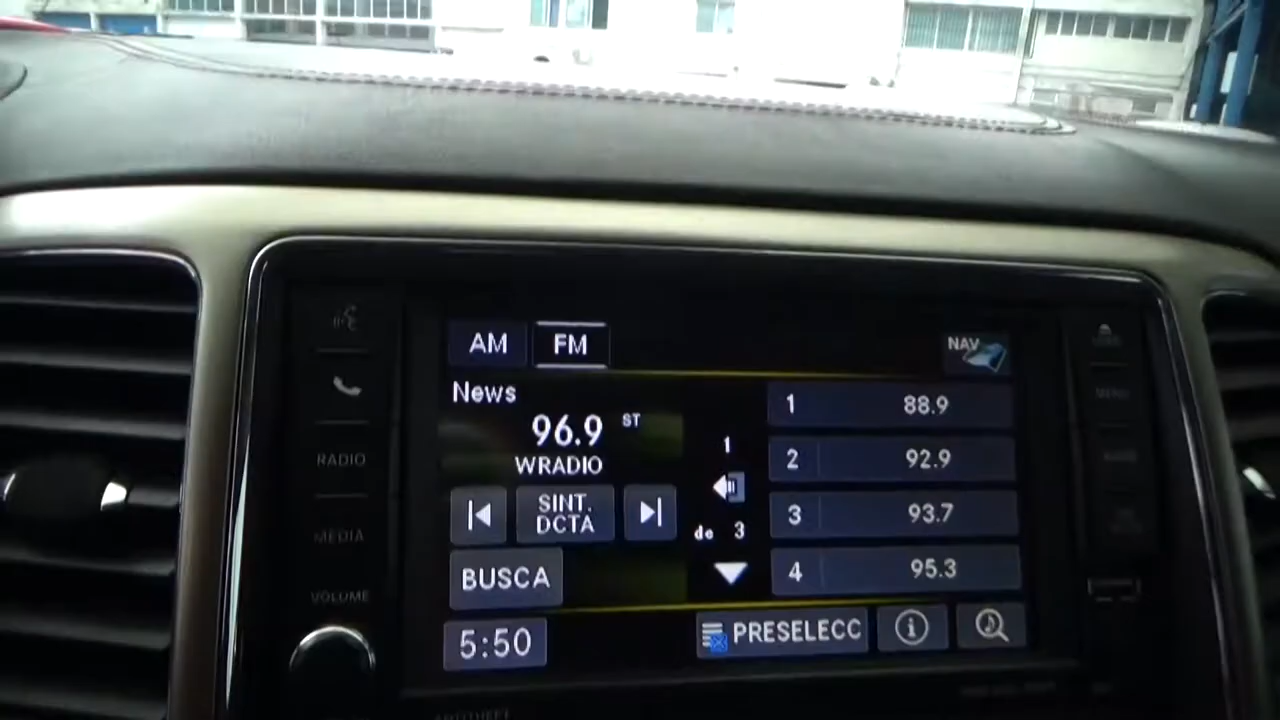 AM FM NAV
News
96.9 ST
WRADIO
SINT.
DCTA
BUSCA
5:50
1
de 3
1 88.9
2 92.9
3 93.7
4 95.3
PRESELECC
RADIO
MEDIA
VOLUME